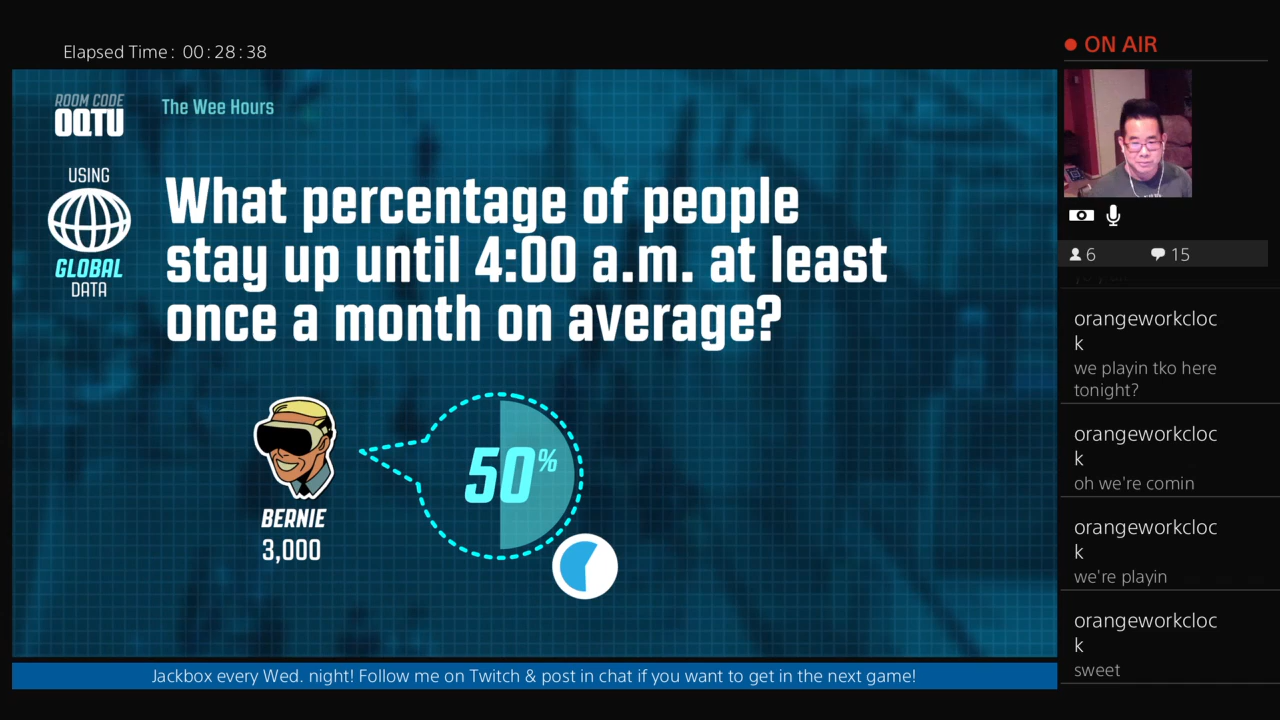 Elapsed Time: 00:28:38
ON AIR
ROOM CODE
OQTU
The Wee Hours
USING
GLOBAL
DATA
What percentage of people
stay up until 4:00 a.m. at least
once a month on average?
50%
BERNIE
3,000
6
15
orangeworkcloc
k
we playin tko here
tonight?
orangeworkcloc
k
oh we're comin
orangeworkcloc
k
we're playin
orangeworkcloc
k
sweet
Jackbox every Wed. night! Follow me on Twitch & post in chat if you want to get in the next game!